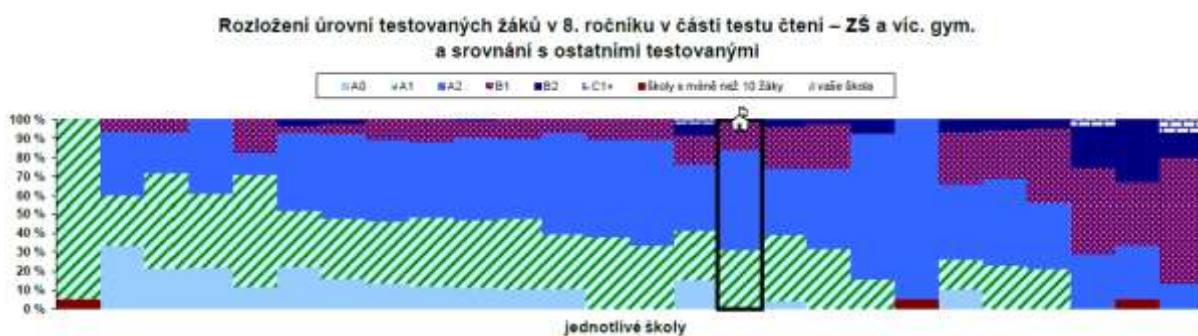 Rozložení úrovní testovaných žáků v 8. ročníku v části testu čtení – ZŠ a víc. gym.
a srovnání s ostatními testovanými
A0 A1 A2 B1 B2 C1+ školy s méně než 10 žáky vaše škola
100 %
90 %
80 %
70 %
60 %
50 %
40 %
30 %
20 %
10 %
0 %
jednotlivé školy